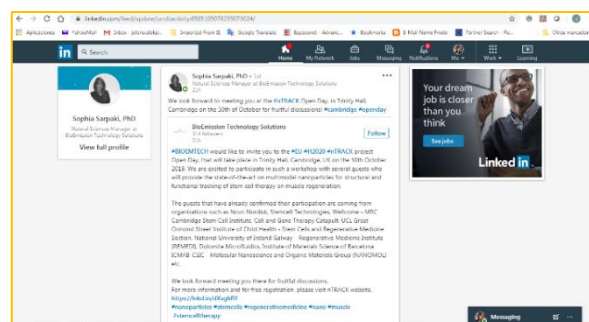 linkedin.com/feed/update/
Aplicaciones
YahooMail
Inbox
Google Translate
Bookmarks
E Mail Name Finder
Partner Search
Otros marcadores
in Search
Home
My Network
Jobs
Messaging
Notifications
Me
Work
Learning
Sophia Sarpaki, PhD
Natural Sciences Manager at
BioEmission Technology Solutions
View full profile
Sophia Sarpaki, PhD • 1st
Natural Sciences Manager at BioEmission Technology Solutions
We look forward to meeting you at the #nTRACK Open Day, in Trinity Hall,
Cambridge on the 30th of October for fruitful discussions! #cambridge #openday
BioEmission Technology Solutions
followers
Follow
#BIOEMTECH would like to invite you to the #EU #H2020 #nTRACK project
Open Day, that will take place in Trinity Hall, Cambridge, UK on the 30th October
2019. We are excited to participate in such a workshop with several guests who
will provide the state-of-the-art on multimodal nanoparticles for structural and
functional tracking of stem cell therapy on muscle regeneration.
The guests that have already confirmed their participation are coming from
organisations such as Novo Nordisk, Stemcell Technologies, Wellcome - MRC
Cambridge Stem Cell Institute, Cell and Gene Therapy Catapult, UCL Great
Ormond Street Institute of Child Health - Stem Cells and Regenerative Medicine
Section, National University of Ireland Galway - Regenerative Medicine Institute
(REMEDI), Dolomite Microfluidics, Institute of Materials Science of Barcelona
ICMAB-CSIC - Molecular Nanoscience and Organic Materials Group (NANOMOL)
etc.
We look forward meeting you there for fruitful discussions.
For more information and for free registration, please visit nTRACK website.
#nanoparticles #stemcells #regenerativemedicine #nano #muscle
#stemcelltherapy
Your dream
job is closer
than you
think
See jobs
Linked in
Messaging